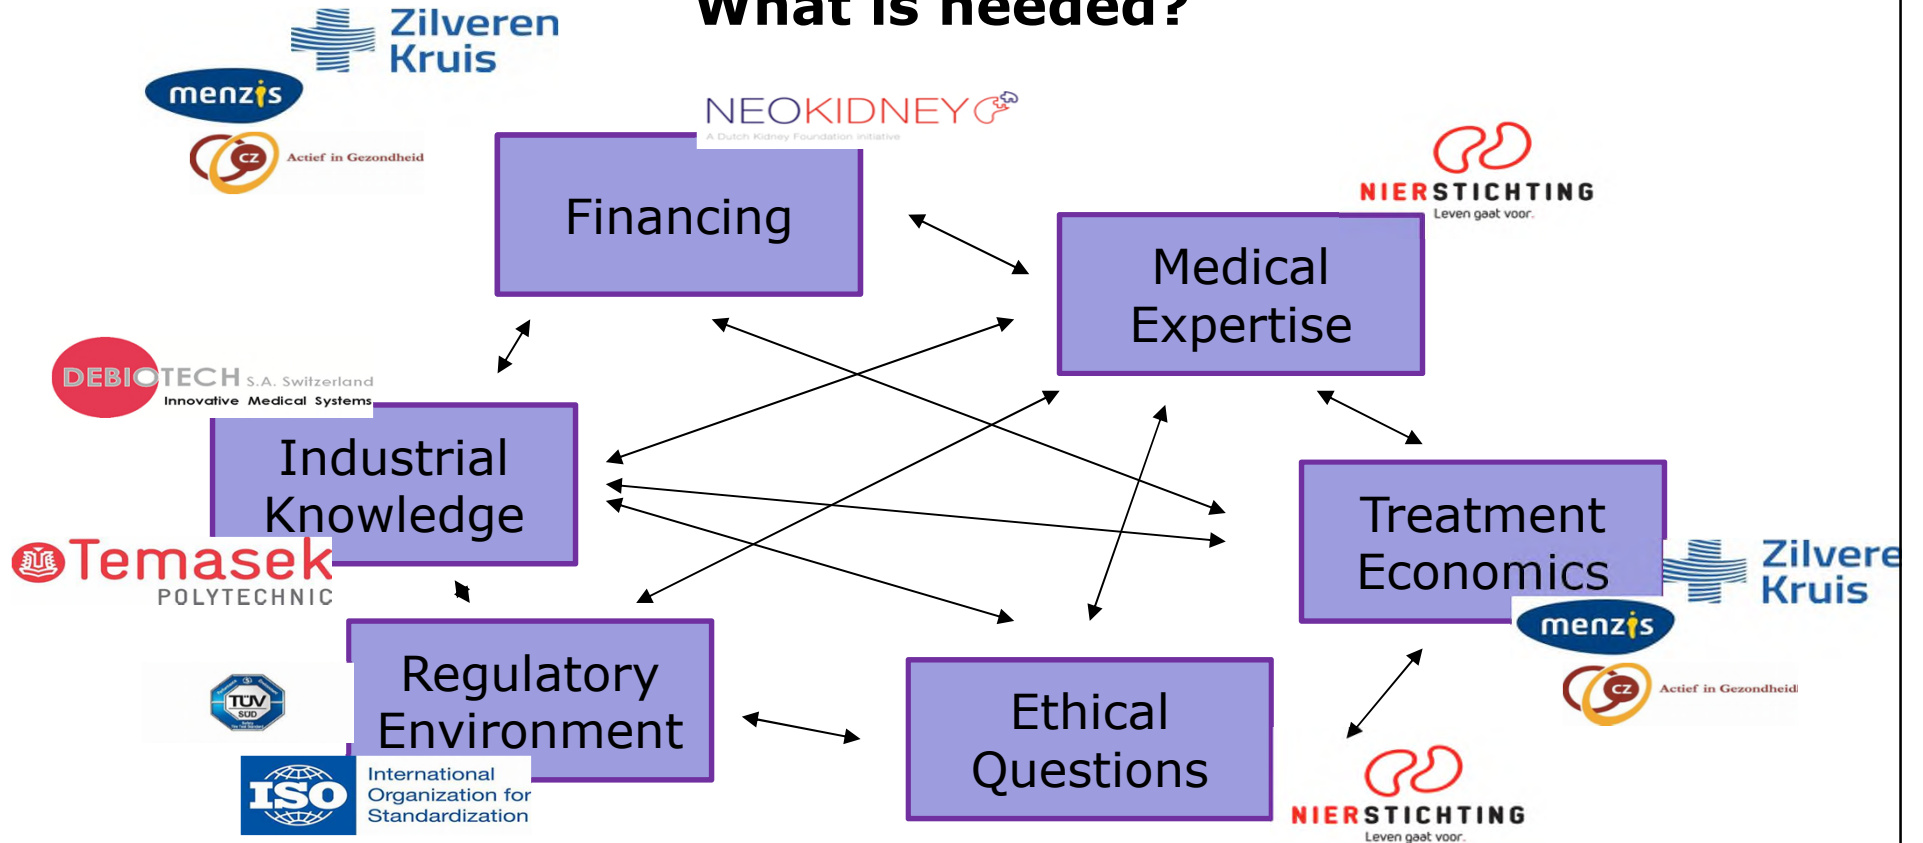 What is needed?
Zilveren
Kruis
menzis
CZ
Actief in Gezondheid
NEOKIDNEY
A Dutch Kidney Foundation initiative
NIERSTICHTING
Leven gaat voor.
Financing
Medical
Expertise
DEBIOTECH S.A. Switzerland
Innovative Medical Systems
Industrial
Knowledge
Temasek
POLYTECHNIC
Treatment
Economics
Zilvere
Kruis
menzis
CZ
Actief in Gezondheid
Regulatory
Environment
TÜV
SÜD
ISO
International
Organization for
Standardization
Ethical
Questions
NIERSTICHTING
Leven gaat voor.